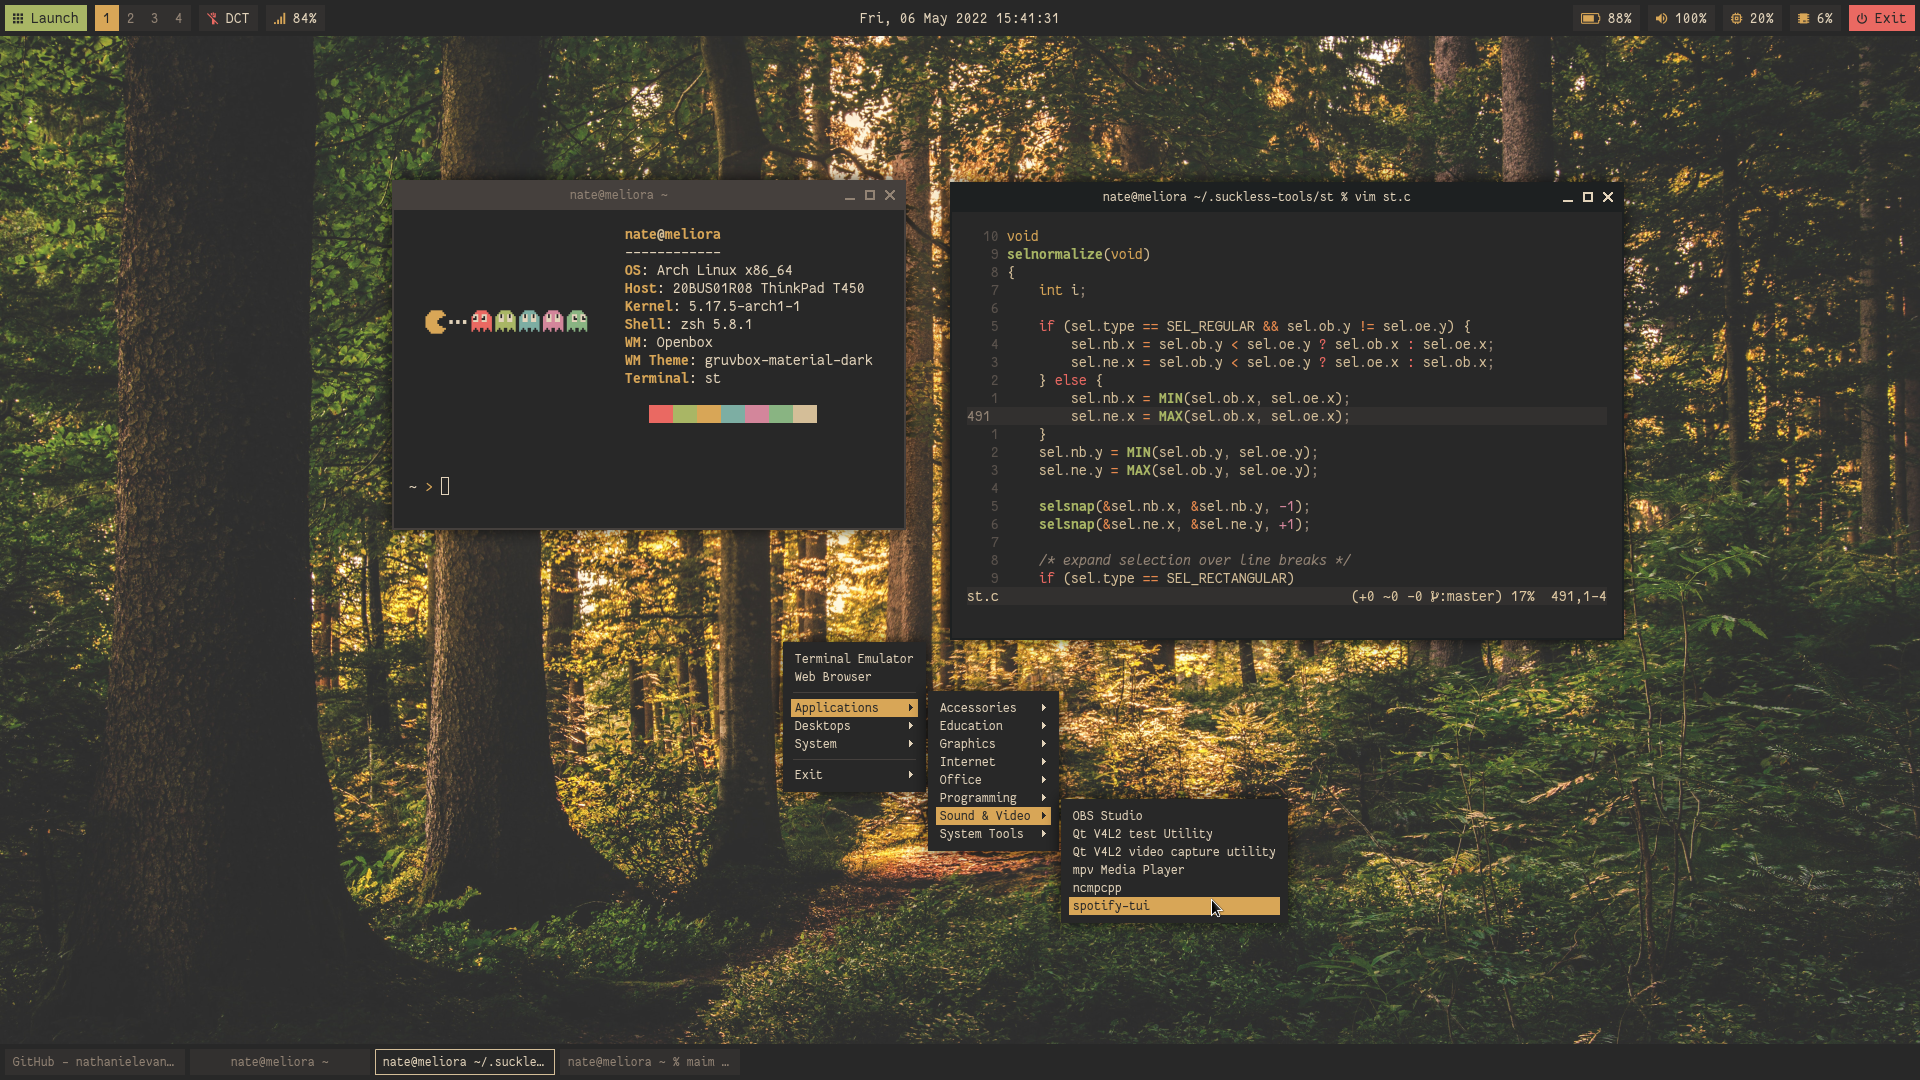 Launch 1 2 3 4 DCT 84% Fri, 06 May 2022 15:41:31 88% 100% 20% 6% Exit
nate@meliora ~
nate@meliora
------------
OS: Arch Linux x86_64
Host: 20BUS01R08 ThinkPad T450
Kernel: 5.17.5-arch1-1
Shell: zsh 5.8.1
WM: Openbox
WM Theme: gruvbox-material-dark
Terminal: st
~ >
nate@meliora ~/.suckless-tools/st % vim st.c
10 void
9 selnormalize(void)
8 {
7     int i;
6
5     if (sel.type == SEL_REGULAR && sel.ob.y != sel.oe.y) {
4         sel.nb.x = sel.ob.y < sel.oe.y ? sel.ob.x : sel.oe.x;
3         sel.ne.x = sel.ob.y < sel.oe.y ? sel.oe.x : sel.ob.x;
2     } else {
1         sel.nb.x = MIN(sel.ob.x, sel.oe.x);
491         sel.ne.x = MAX(sel.ob.x, sel.oe.x);
1     }
2     sel.nb.y = MIN(sel.ob.y, sel.oe.y);
3     sel.ne.y = MAX(sel.ob.y, sel.oe.y);
4
5     selsnap(&sel.nb.x, &sel.nb.y, -1);
6     selsnap(&sel.ne.x, &sel.ne.y, +1);
7
8     /* expand selection over line breaks */
9     if (sel.type == SEL_RECTANGULAR)
st.c (+0 ~0 -0 :master) 17% 491,1-4
Terminal Emulator
Web Browser
Applications
Desktops
System
Exit
Accessories
Education
Graphics
Internet
Office
Programming
Sound & Video
System Tools
OBS Studio
Qt V4L2 test Utility
Qt V4L2 video capture utility
mpv Media Player
ncmpcpp
spotify-tui
GitHub - nathanielevan… nate@meliora ~ nate@meliora ~/.suckle… nate@meliora ~ % maim …